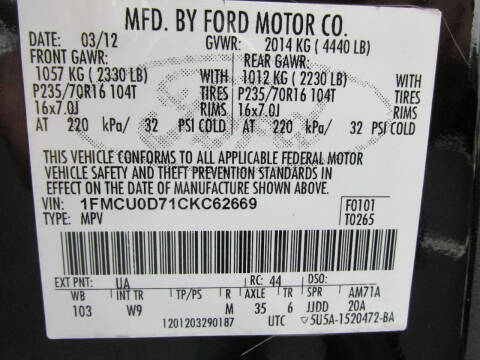 MFD. BY FORD MOTOR CO.
DATE: 03/12 GVWR: 2014 KG ( 4440 LB)
FRONT GAWR: REAR GAWR:
1057 KG ( 2330 LB) WITH 1012 KG ( 2230 LB) WITH
P235/70R16 104T TIRES P235/70R16 104T TIRES
16x7.0J RIMS 16x7.0J RIMS
AT 220 kPa/ 32 PSI COLD AT 220 kPa/ 32 PSI COLD
THIS VEHICLE CONFORMS TO ALL APPLICABLE FEDERAL MOTOR
VEHICLE SAFETY AND THEFT PREVENTION STANDARDS IN
EFFECT ON THE DATE OF MANUFACTURE SHOWN ABOVE.
VIN: 1FMCU0D71CKC62669 F0101
TYPE: MPV T0265
EXT PNT: UA RC: 44 DSO:
WB INT TR TP/PS R AXLE TR SPR AM71A
103 W9 M 35 6 JJDD 20A
1201203290187 UTC 5U5A-1520472-BA